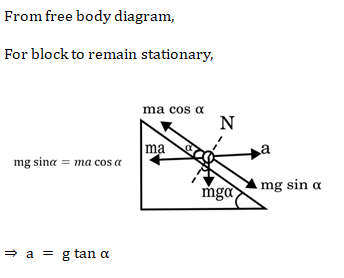 From free body diagram,
For block to remain stationary,
ma cos α
N
ma
α
a
mg sinα = ma cos α
mg sin α
mgα
⇒ a = g tan α